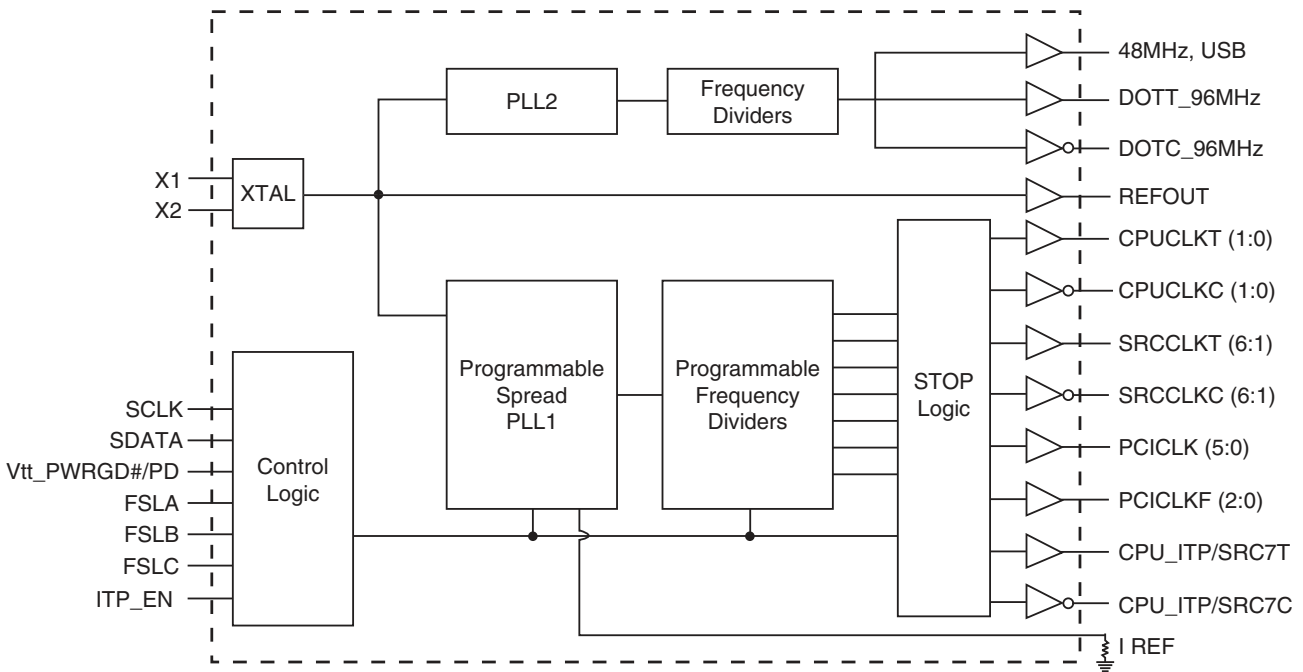 48MHz, USB
PLL2
Frequency
Dividers
DOTT_96MHz
DOTC_96MHz
X1
X2
XTAL
REFOUT
CPUCLKT (1:0)
CPUCLKC (1:0)
SRCCLKT (6:1)
SRCCLKC (6:1)
PCICLK (5:0)
PCICLKF (2:0)
CPU_ITP/SRC7T
CPU_ITP/SRC7C
I REF
Programmable
Spread
PLL1
Programmable
Frequency
Dividers
STOP
Logic
SCLK
SDATA
Vtt_PWRGD#/PD
FSLA
FSLB
FSLC
ITP_EN
Control
Logic